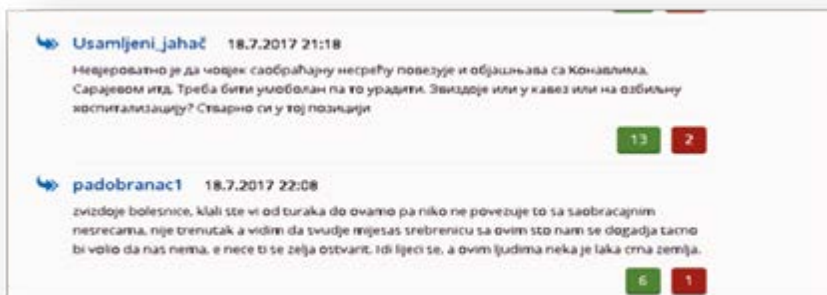 Usamljeni_jahač 18.7.2017 21:18
Невјероватно је да човјек саобраћајну несрећу повезује и објашњава са Конавлима,
Сарајевом итд. Треба бити умоболан па то урадити. Звиздоје или у кавез или на озбиљну
хоспитализацију? Стварно си у тој позицији
13 2
padobranac1 18.7.2017 22:08
zvizdoje bolesnice, klali ste vi od turaka do ovamo pa niko ne povezuje to sa saobracajnim
nesrecama, nije trenutak a vidim da svudje mijesas srebrenicu sa ovim sto nam se dogadja tacno
bi volio da nas nema, e nece ti se zelja ostvarit. Idi lijeci se, a ovim ljudima neka je laka crna zemlja.
6 1